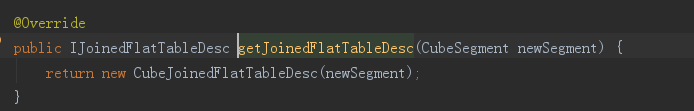 @Override
public IJoinedFlatTableDesc getJoinedFlatTableDesc(CubeSegment newSegment) {
return new CubeJoinedFlatTableDesc(newSegment);
}